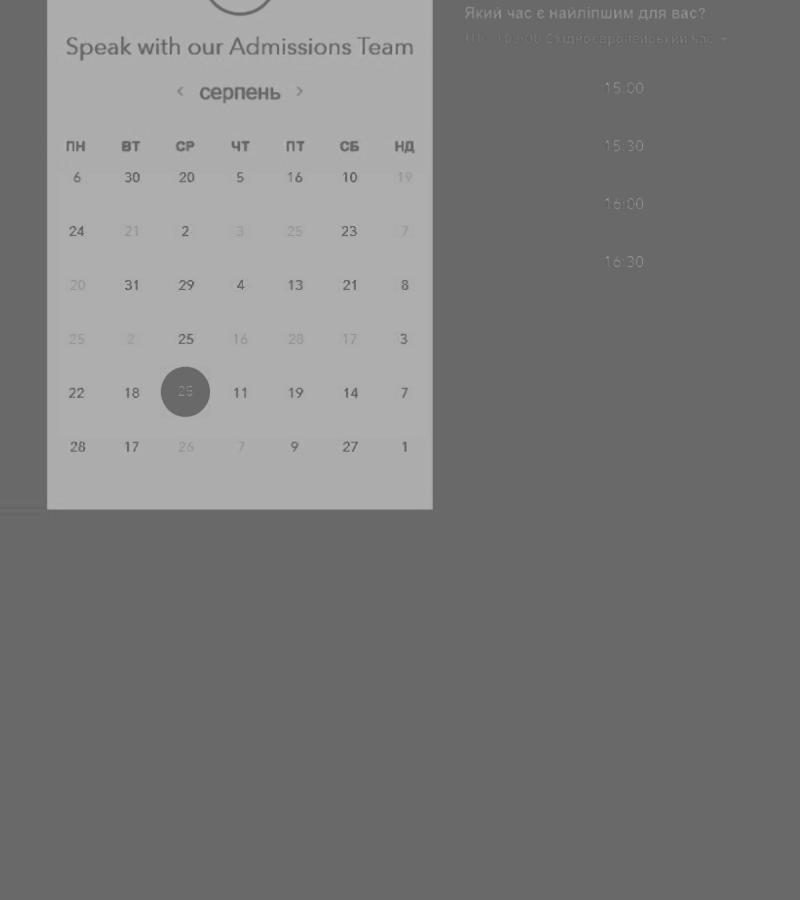 Speak with our Admissions Team
серпень
ПН ВТ СР ЧТ ПТ СБ НД
6 30 20 5 16 10 19
24 21 2 3 25 23 7
20 31 29 4 13 21 8
25 2 25 16 28 17 3
22 18 25 11 19 14 7
28 17 26 7 9 27 1
Який час є найліпшим для вас?
Східноєвропейський час
15:00
15:30
16:00
16:30